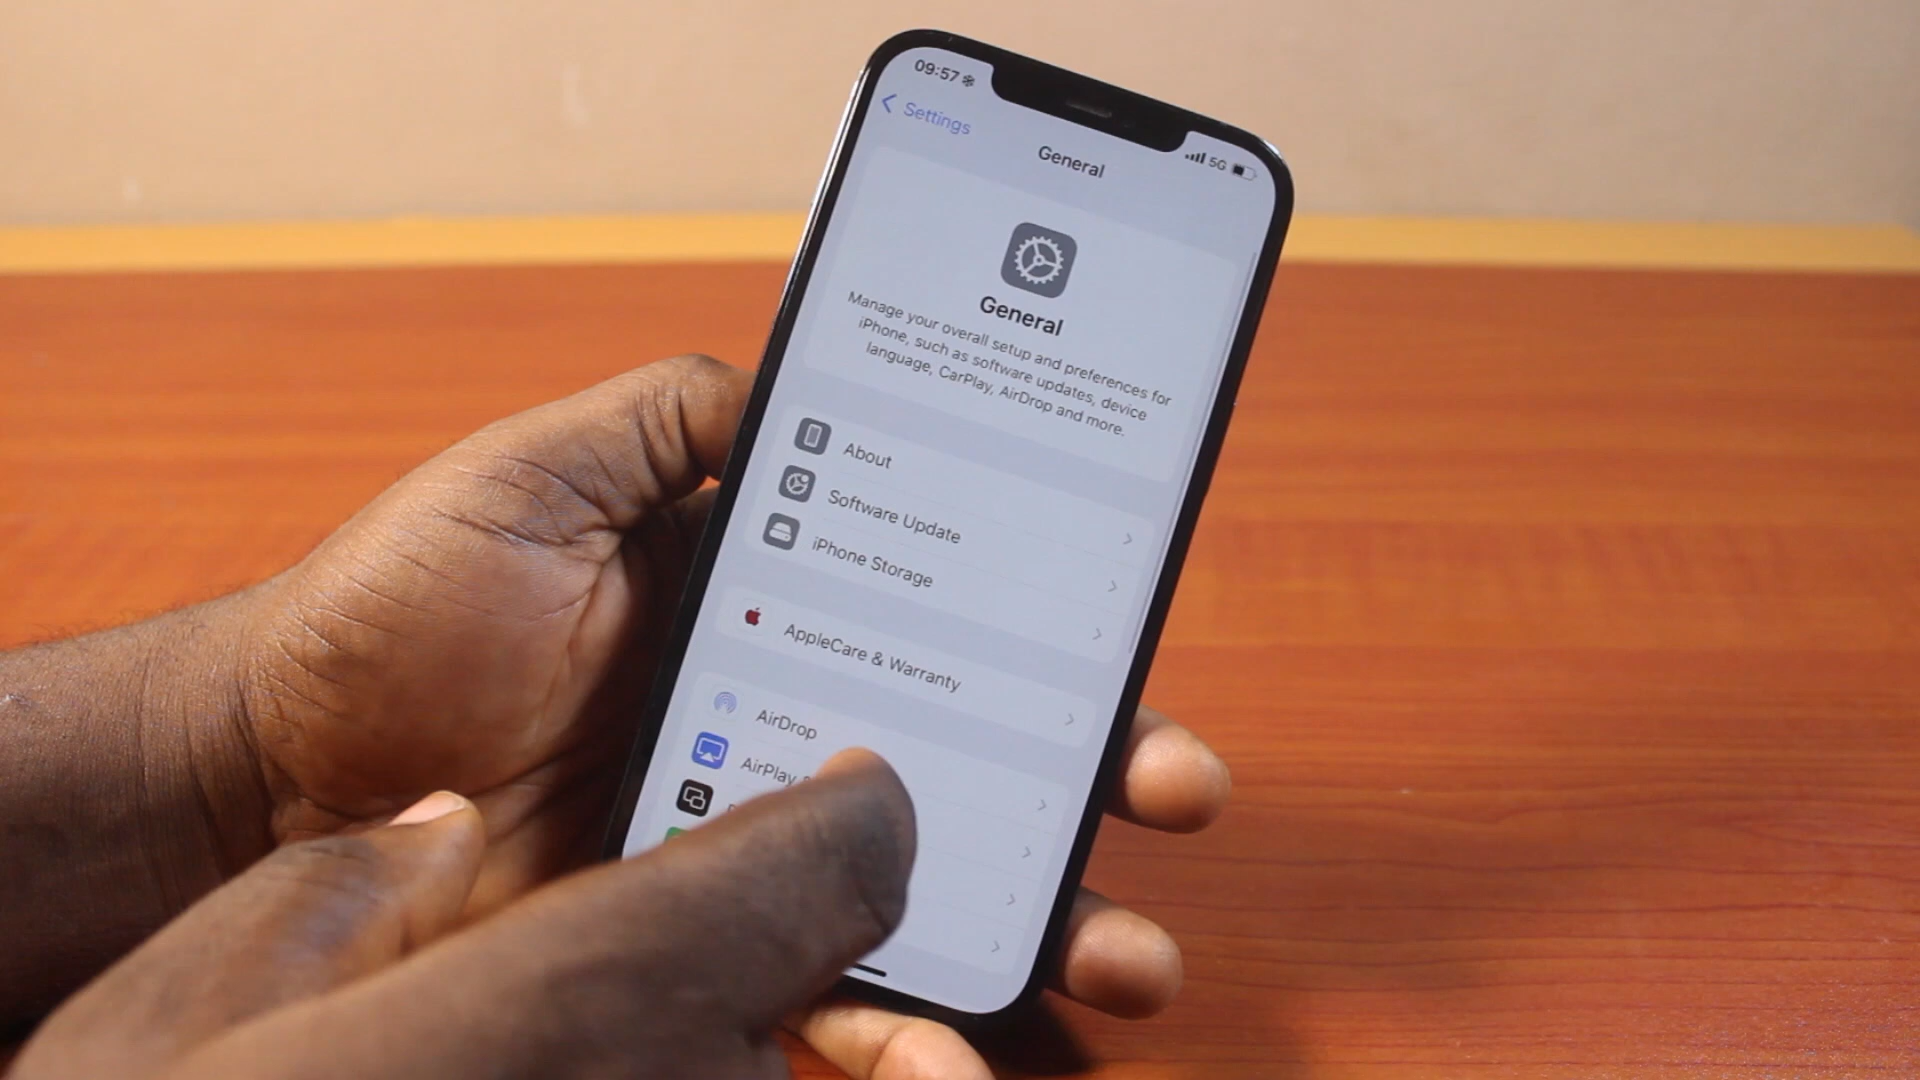 09:57
Settings
5G
General
General
Manage your overall setup and preferences for
iPhone, such as software updates, device
language, CarPlay, AirDrop and more.
About
Software Update
iPhone Storage
AppleCare & Warranty
AirDrop
AirPlay